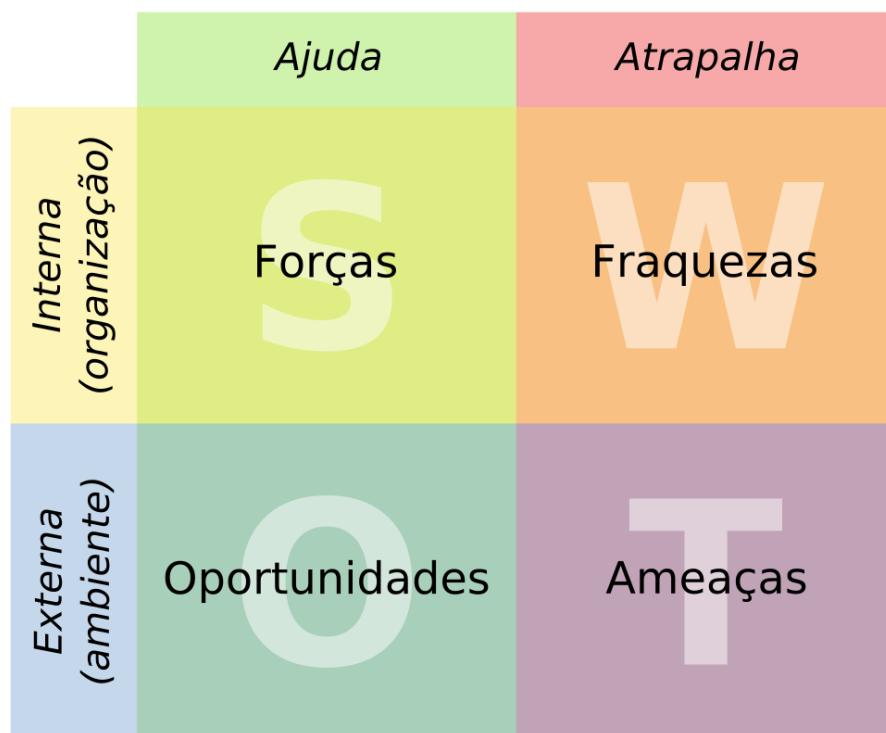 Ajuda
Atrapalha
Interna
(organização)
S
Forças
W
Fraquezas
Externa
(ambiente)
O
Oportunidades
T
Ameaças